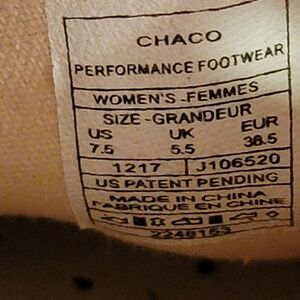 CHACO
PERFORMANCE FOOTWEAR
WOMEN'S -FEMMES
SIZE -GRANDEUR
US UK EUR
7.5 5.5 38.5
1217 J106520
US PATENT PENDING
MADE IN CHINA
FABRIQUE EN CHINE
2248153